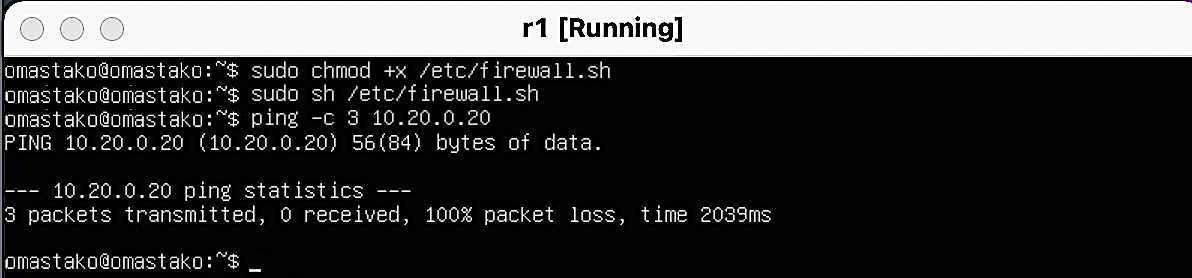 r1 [Running]
omastako@omastako:~$ sudo chmod +x /etc/firewall.sh
omastako@omastako:~$ sudo sh /etc/firewall.sh
omastako@omastako:~$ ping -c 3 10.20.0.20
PING 10.20.0.20 (10.20.0.20) 56(84) bytes of data.
--- 10.20.0.20 ping statistics ---
3 packets transmitted, 0 received, 100% packet loss, time 2039ms
omastako@omastako:~$ _